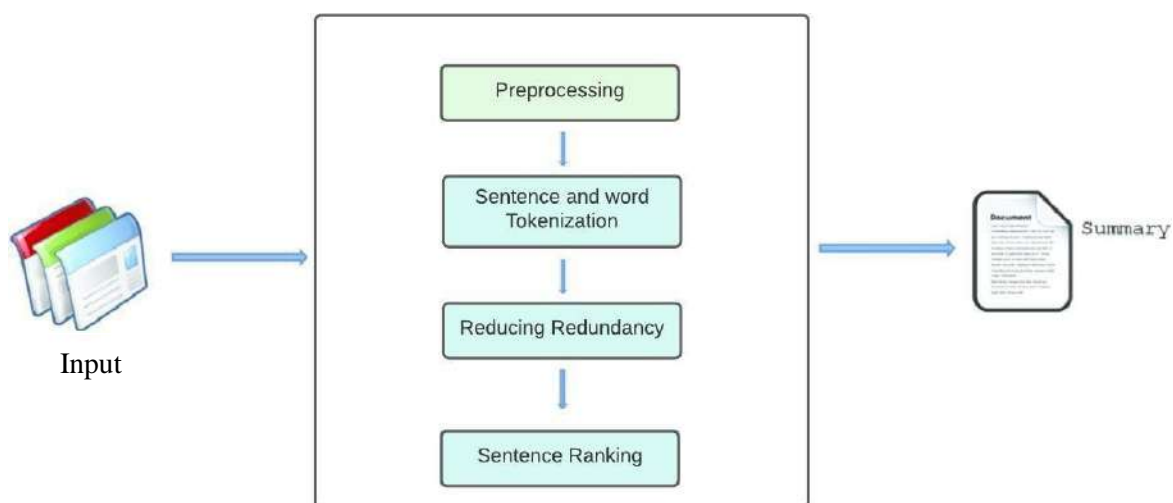 Preprocessing
Sentence and word
Tokenization
Reducing Redundancy
Sentence Ranking
Input
Document
Summary